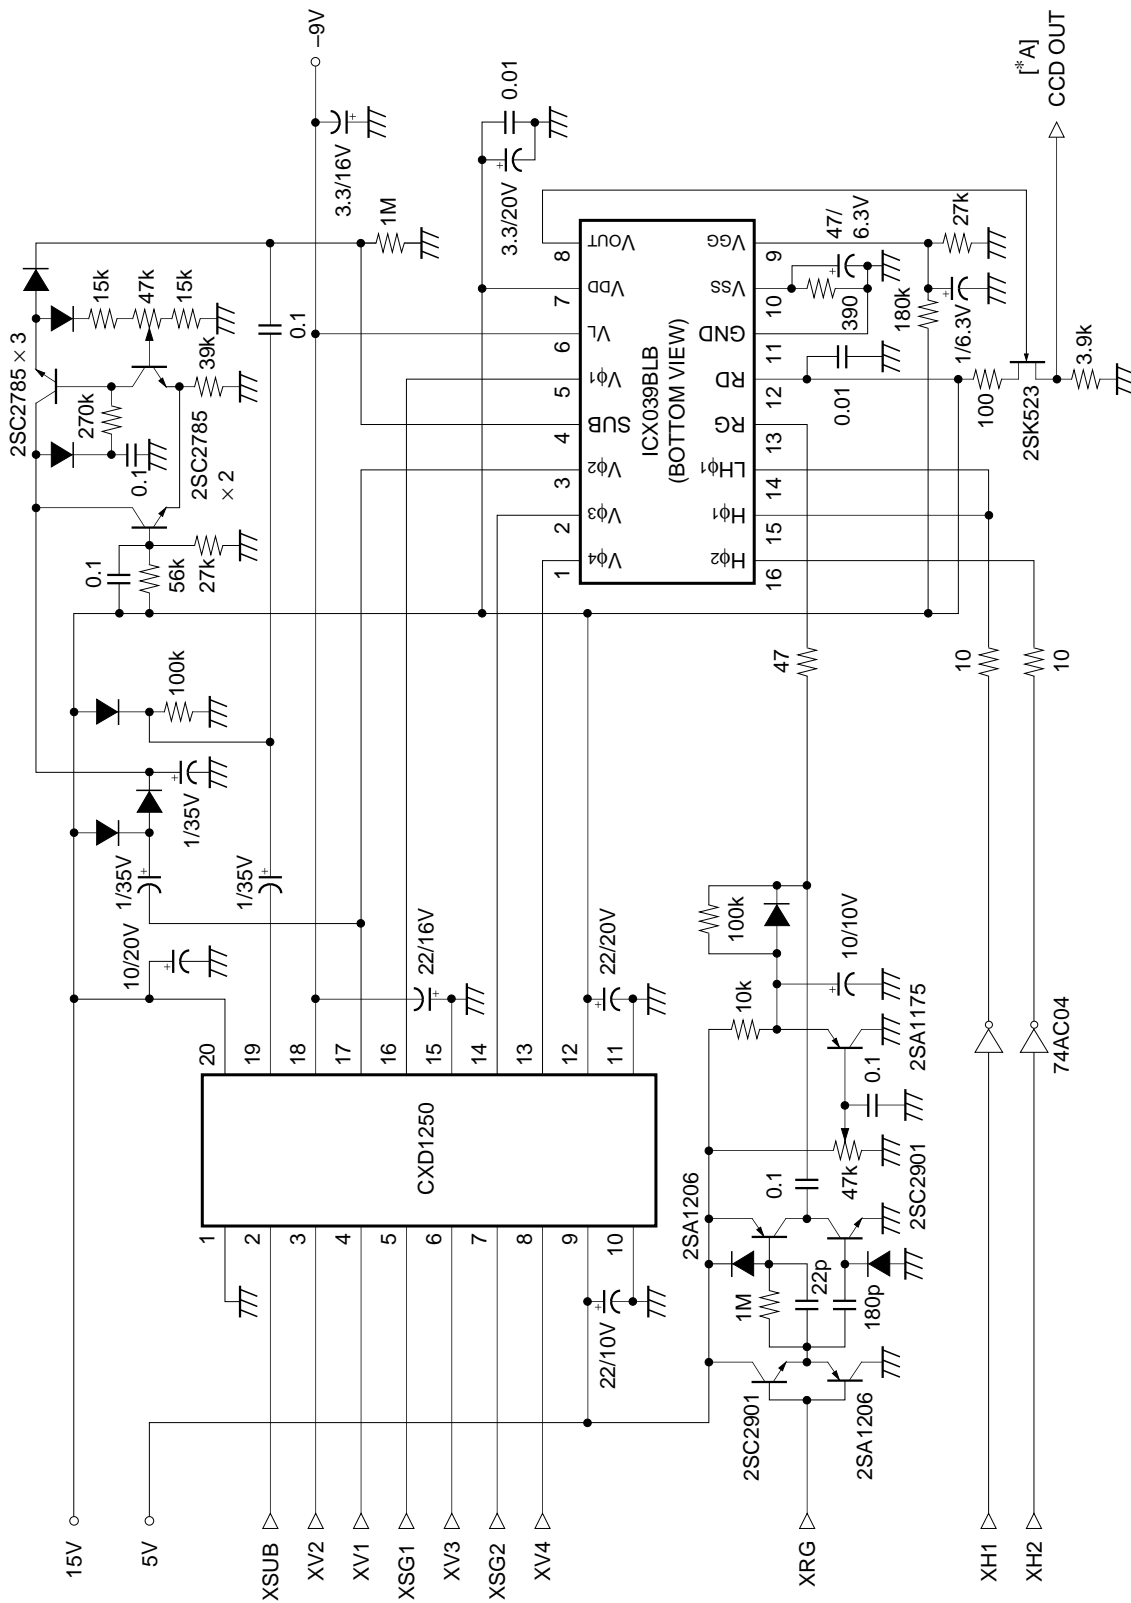 15V
5V
XSUB
XV2
XV1
XSG1
XV3
XSG2
XV4
XRG
XH1
XH2
22/10V
1
2
3
4
5
6
7
8
9
10
CXD1250
20
19
18
17
16
15
14
13
12
11
10/20V
1/35V
1/35V
1/35V
22/16V
22/20V
100k
0.1
56k
27k
0.1
270k
2SC2785
× 2
39k
2SC2785 × 3
15k
47k
15k
0.1
1M
3.3/16V
–9V
3.3/20V
0.01
ICX039BLB
(BOTTOM VIEW)
1
2
3
4
5
6
7
8
Vϕ4
Vϕ3
Vϕ2
SUB
Vϕ1
VL
VDD
VOUT
Hϕ2
Hϕ1
LHϕ1
RG
RD
GND
VSS
VGG
16
15
14
13
12
11
10
9
0.01
390
47/
6.3V
180k
27k
1/6.3V
100
2SK523
3.9k
[*A]
CCD OUT
2SC2901
2SA1206
1M
22p
180p
2SA1206
2SC2901
0.1
47k
0.1
10k
2SA1175
10/10V
100k
47
10
10
74AC04